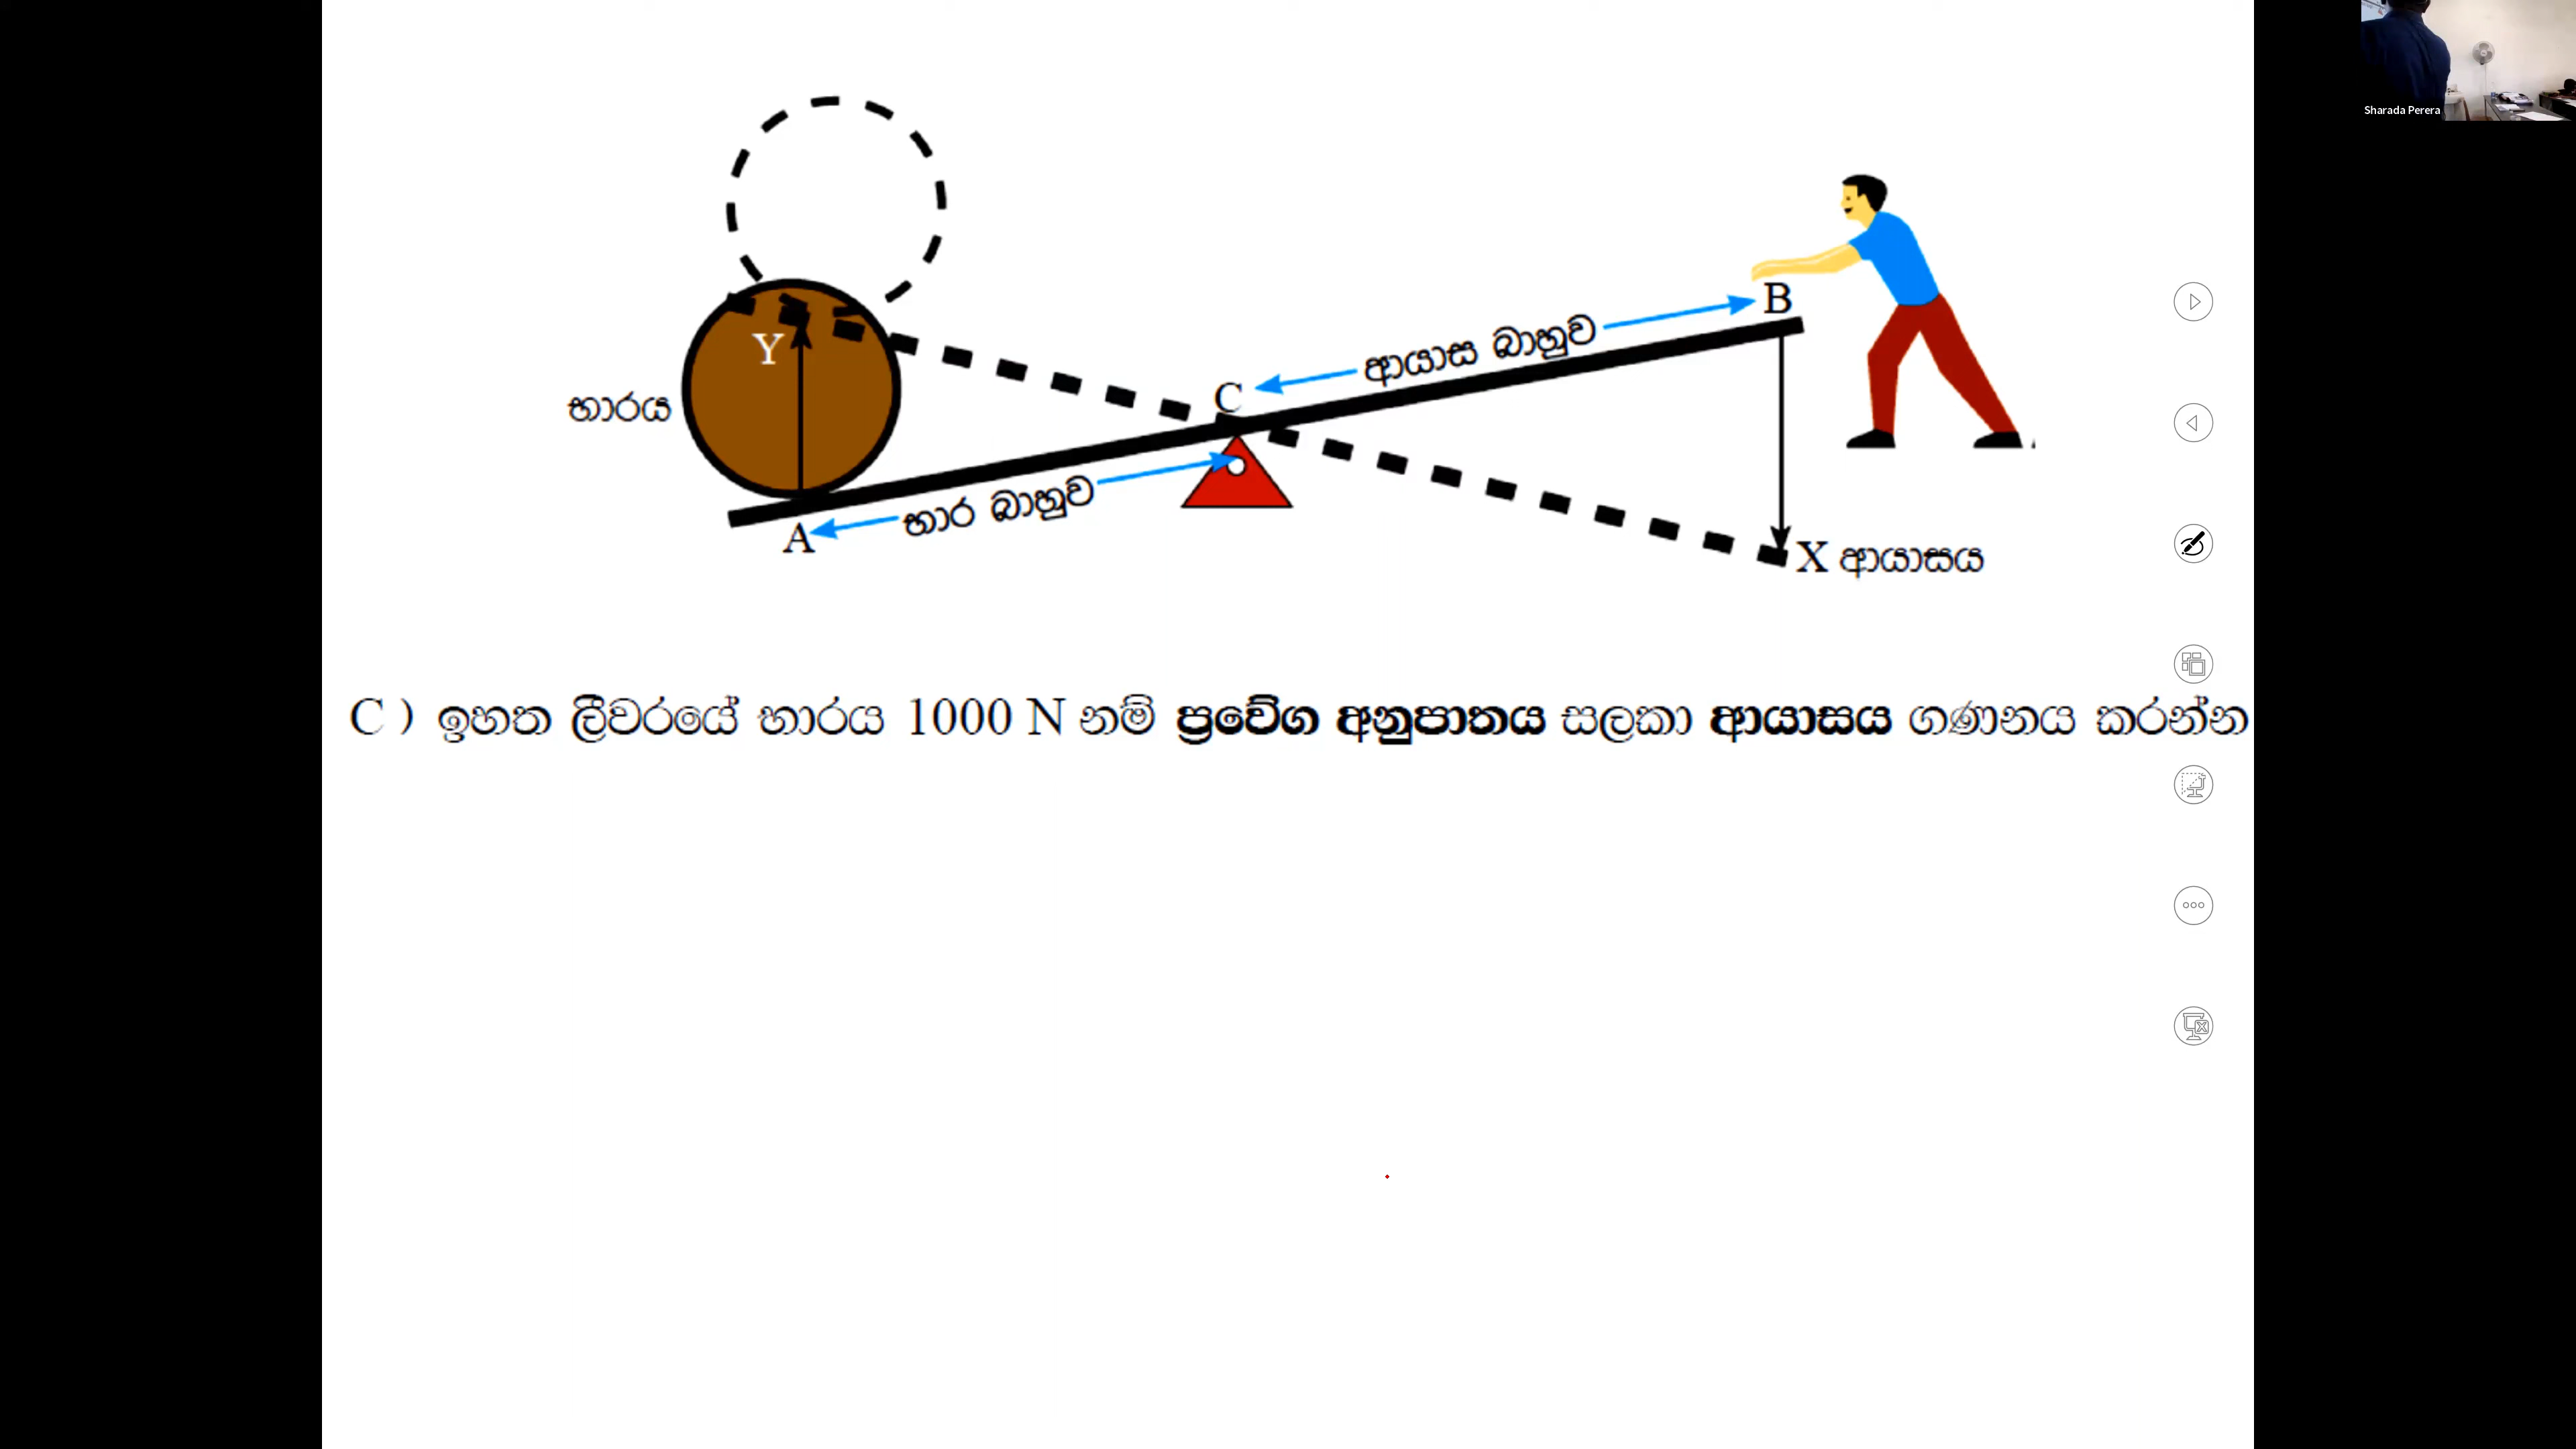 Sharada Perera
Y
භාරය
C
ආයාස බාහුව
B
A
භාර බාහුව
X ආයාසය
C ) ඉහත ලීවරයේ භාරය 1000 N නම් ප්‍රවේග අනුපාතය සලකා ආයාසය ගණනය කරන්න